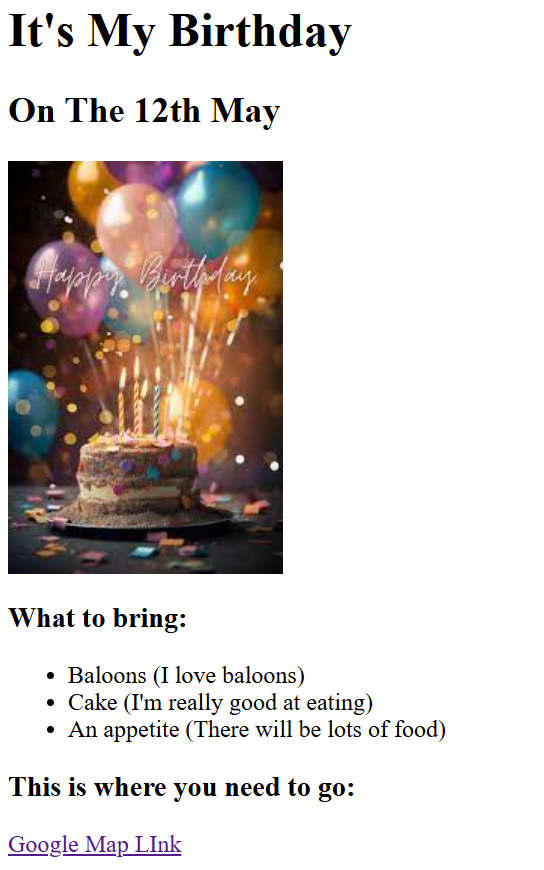 It's My Birthday
On The 12th May
Happy Birthday
What to bring:
Baloons (I love baloons)
Cake (I'm really good at eating)
An appetite (There will be lots of food)
This is where you need to go:
Google Map LInk